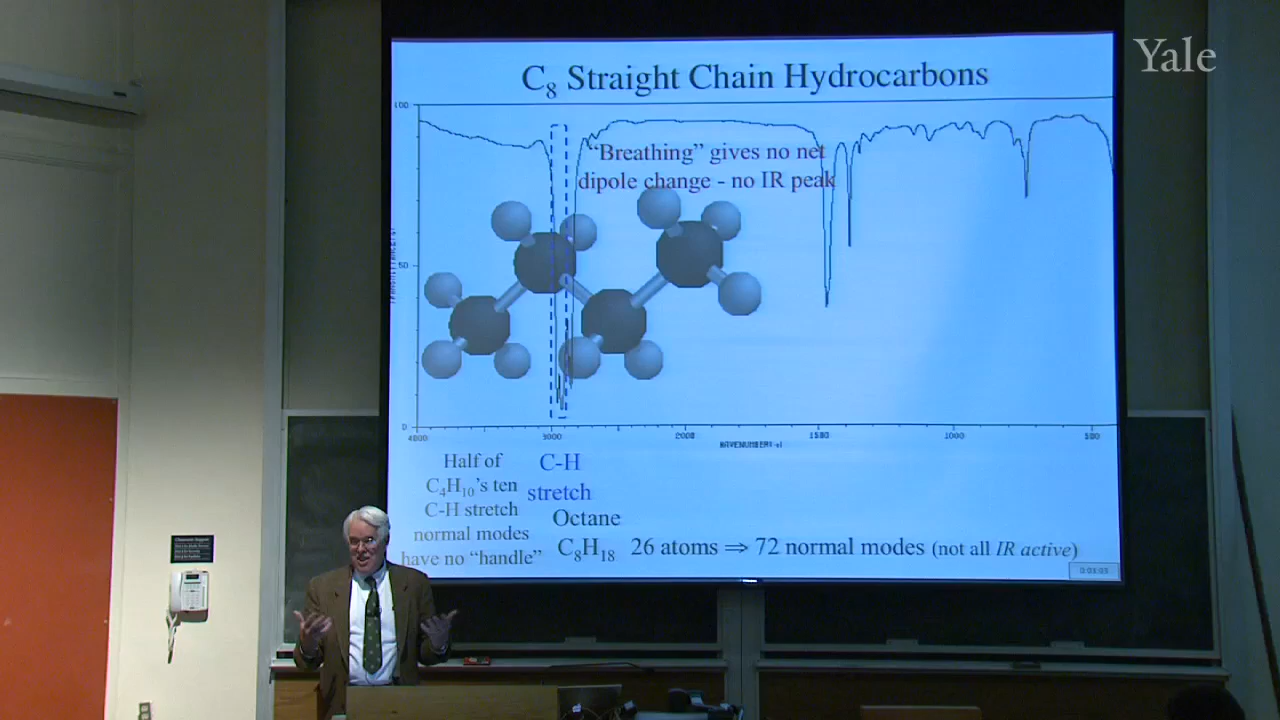 Yale
C₈ Straight Chain Hydrocarbons
100
"Breathing" gives no net
dipole change - no IR peak
50
0
4000 3000 2000 1500 1000 500
Half of
C₄H₁₀'s ten
C-H stretch
normal modes
have no "handle"
C-H
stretch
Octane
C₈H₁₈ 26 atoms ⇒ 72 normal modes (not all IR active)